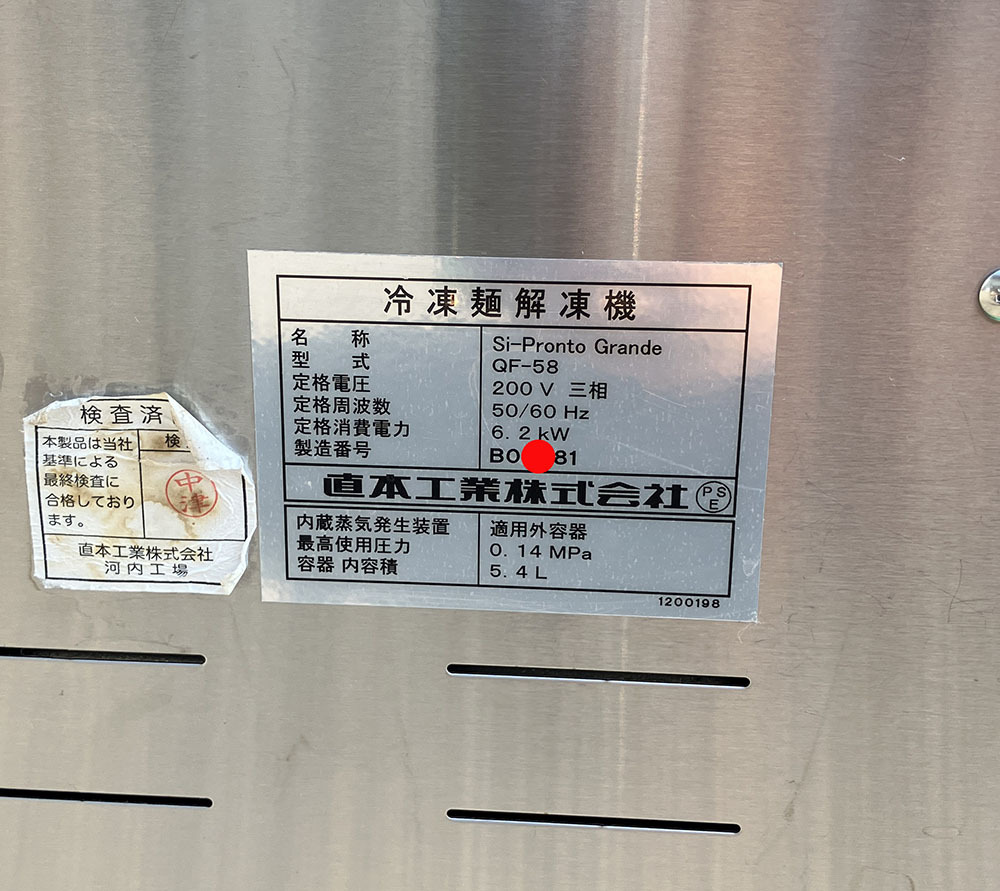 冷凍麺解凍機
名 称 Si-Pronto Grande
型 式 QF-58
定格電圧 200 V 三相
定格周波数 50/60 Hz
定格消費電力 6.2 kW
製造番号 B0 81
直本工業株式会社 PSE
内蔵蒸気発生装置 適用外容器
最高使用圧力 0.14 MPa
容器 内容積 5.4 L
1200198
検査済
本製品は当社
基準による
最終検査に
合格しており
ます。
検
中津
直本工業株式会社
河内工場